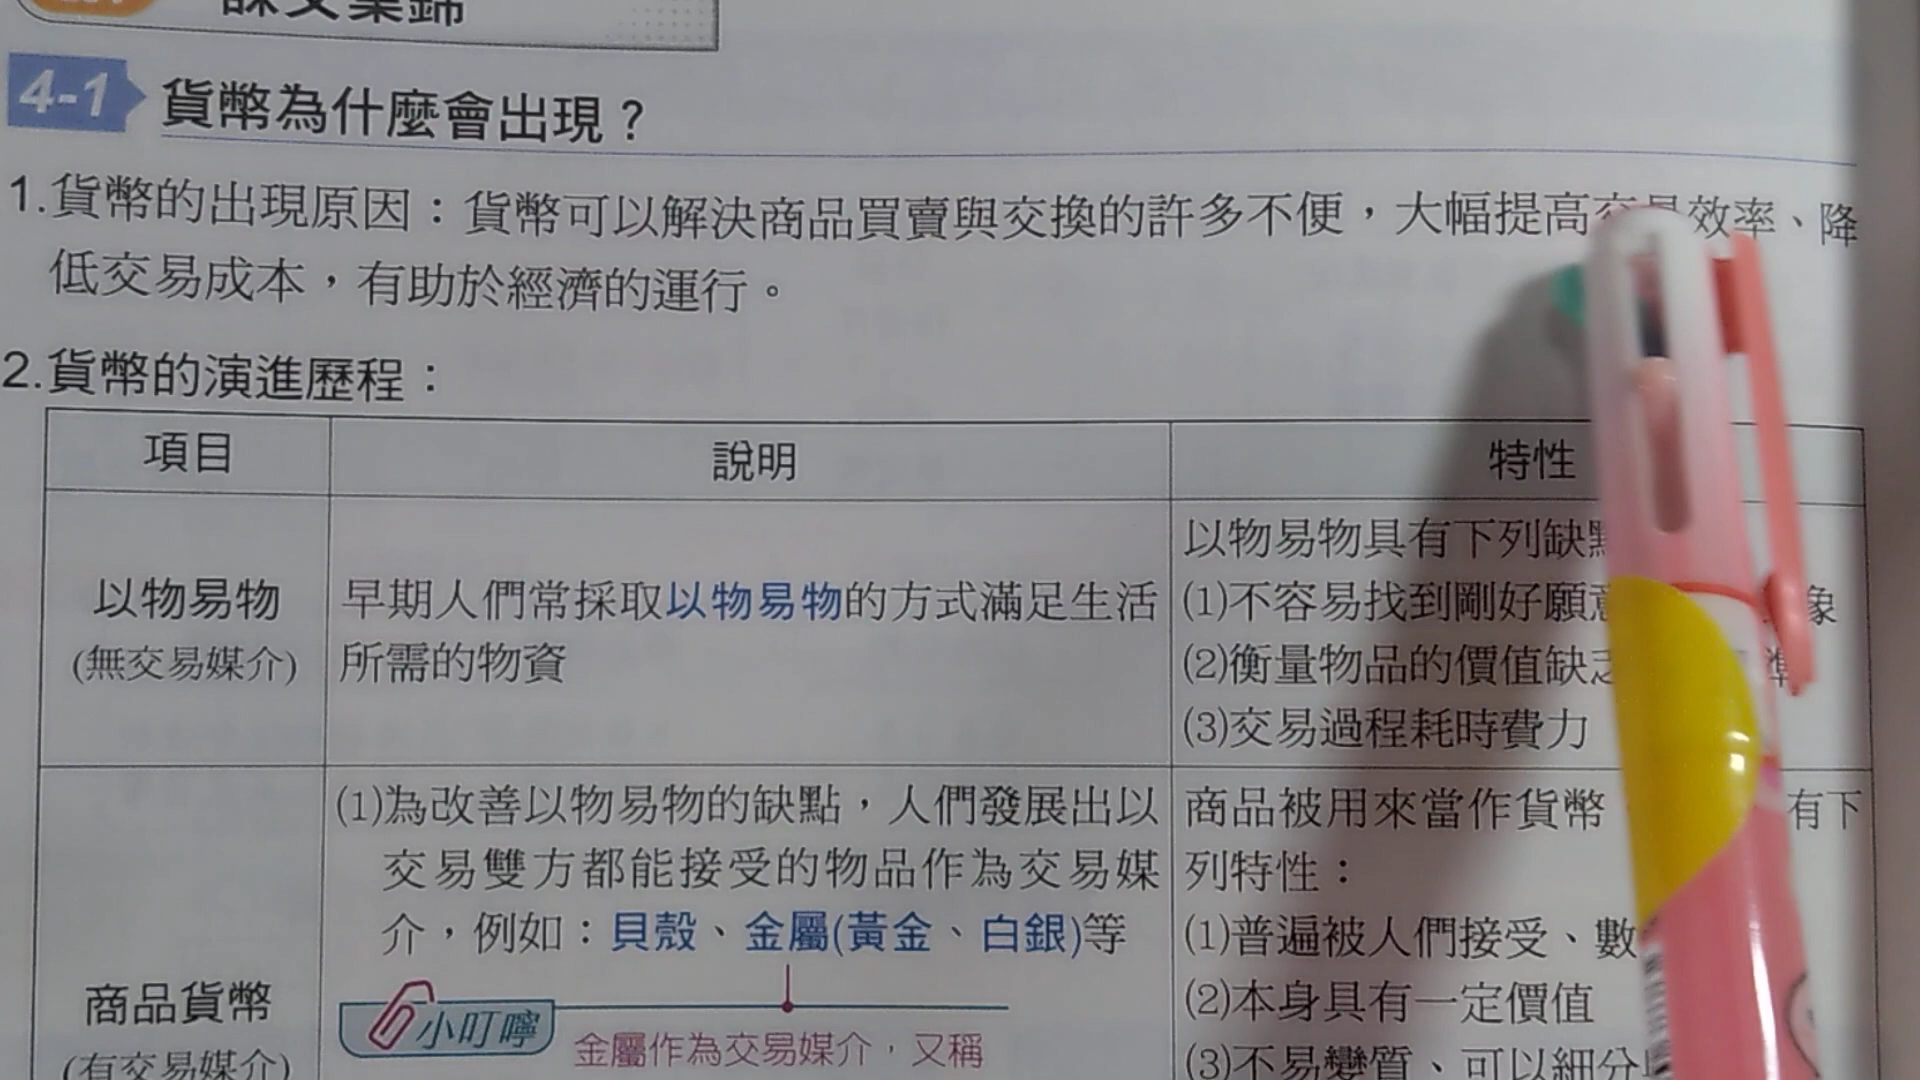 4-1 貨幣為什麼會出現？
1.貨幣的出現原因：貨幣可以解決商品買賣與交換的許多不便，大幅提高交易效率、降
低交易成本，有助於經濟的運行。
2.貨幣的演進歷程：
項目 說明 特性
以物易物
(無交易媒介)
早期人們常採取以物易物的方式滿足生活
所需的物資
以物易物具有下列缺點
(1)不容易找到剛好願意 象
(2)衡量物品的價值缺乏 準
(3)交易過程耗時費力
商品貨幣
(有交易媒介)
(1)為改善以物易物的缺點，人們發展出以
交易雙方都能接受的物品作為交易媒
介，例如：貝殼、金屬(黃金、白銀)等
小叮嚀
金屬作為交易媒介，又稱
商品被用來當作貨幣 有下
列特性：
(1)普遍被人們接受、數
(2)本身具有一定價值
(3)不易變質、可以細分